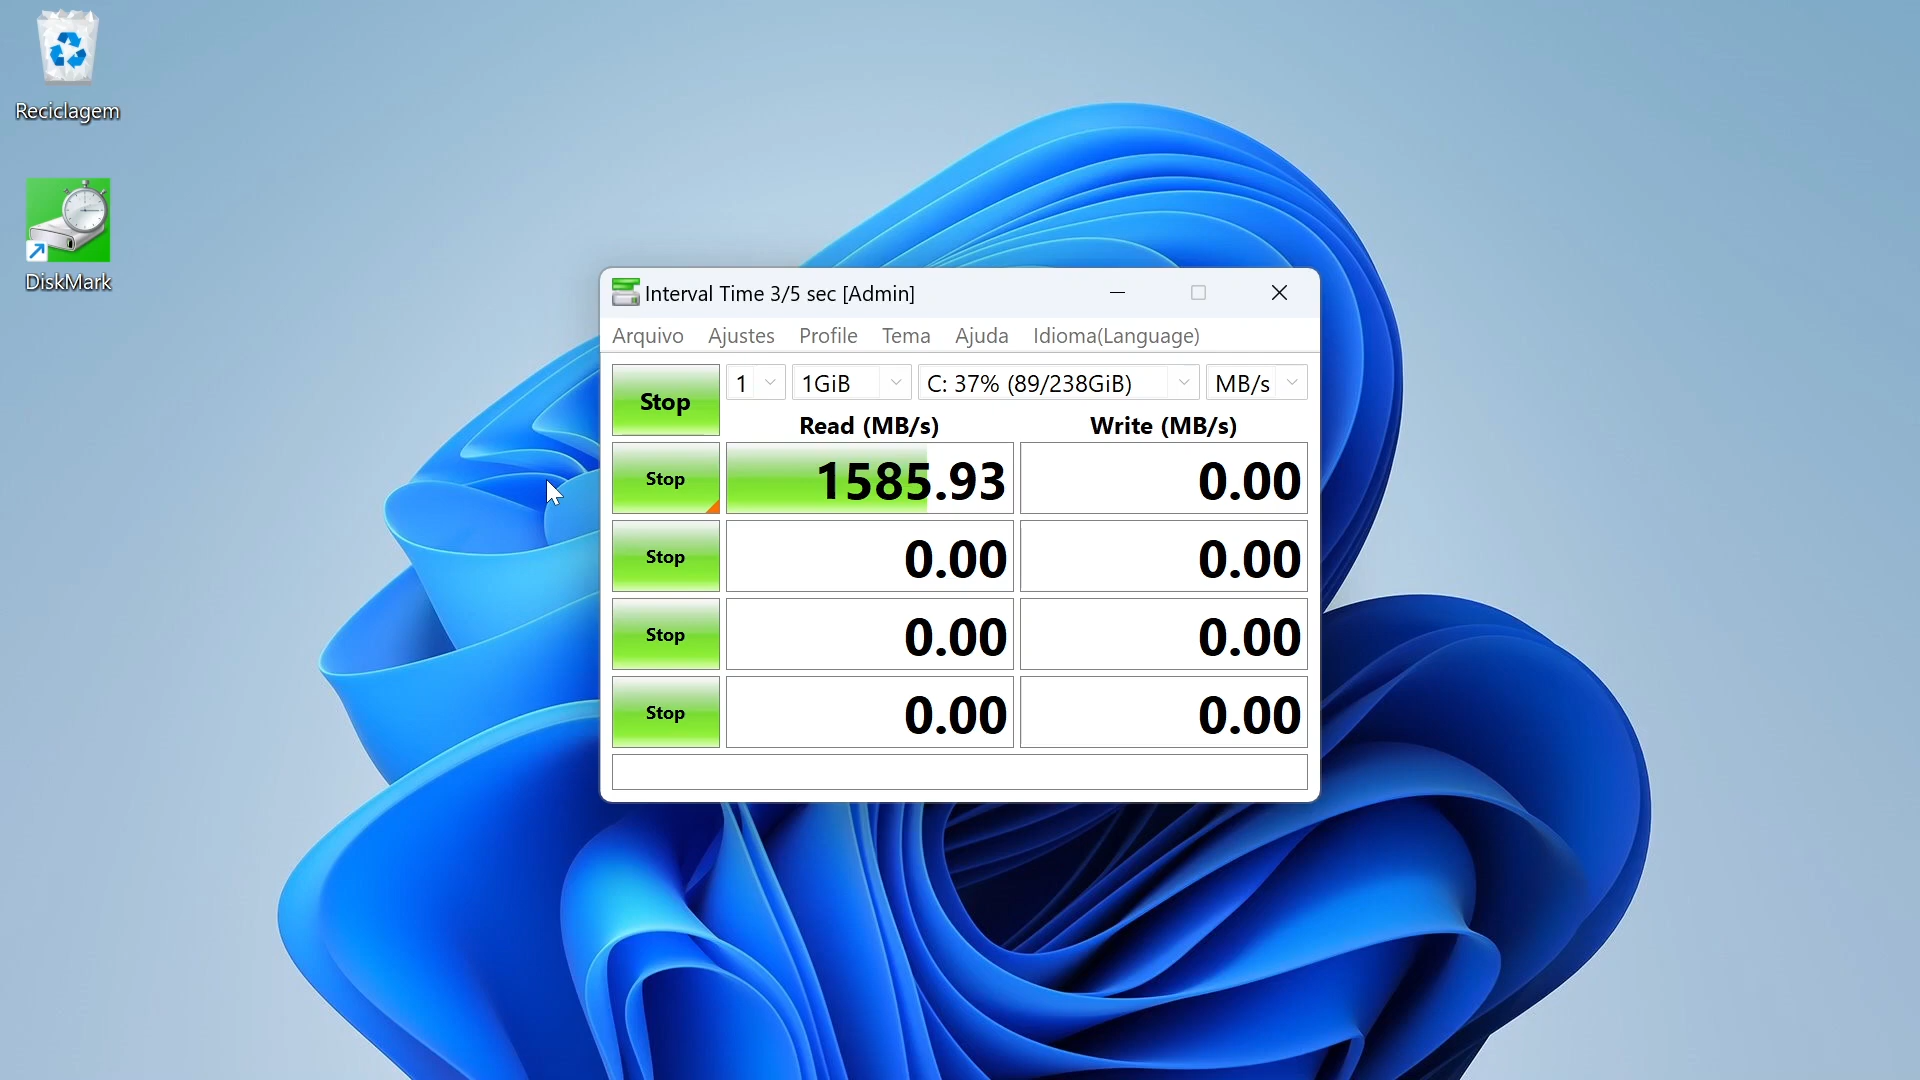 Reciclagem
DiskMark
Interval Time 3/5 sec [Admin]
Arquivo Ajustes Profile Tema Ajuda Idioma(Language)
Stop 1 1GiB C: 37% (89/238GiB) MB/s
Read (MB/s) Write (MB/s)
Stop 1585.93 0.00
Stop 0.00 0.00
Stop 0.00 0.00
Stop 0.00 0.00